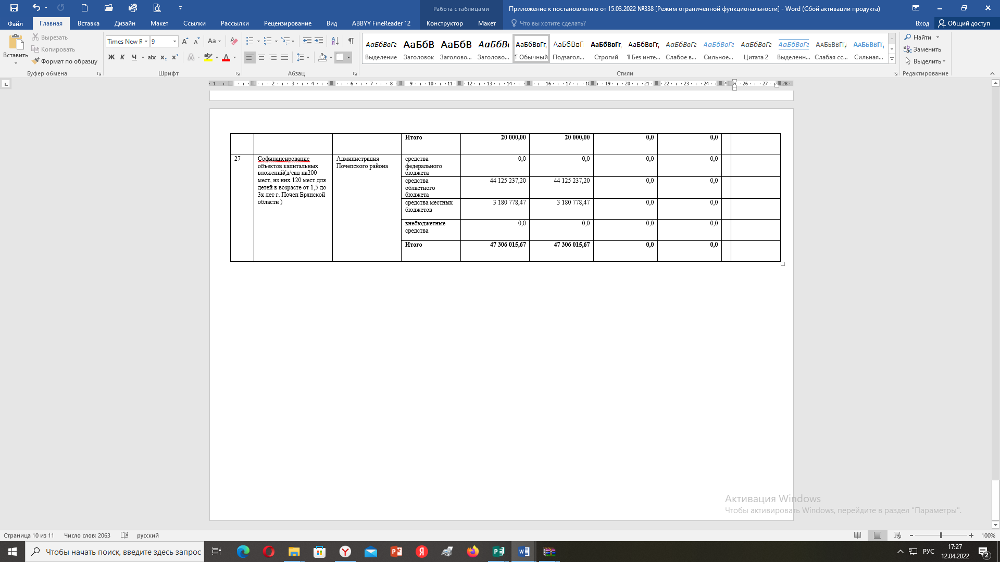 Работа с таблицами
Приложение к постановлению от 15.03.2022 №338 [Режим ограниченной функциональности] - Word (Сбой активации продукта)
Файл Главная Вставка Дизайн Макет Ссылки Рассылки Рецензирование Вид ABBYY FineReader 12 Конструктор Макет Что вы хотите сделать? Вход Общий доступ
Вставить
Вырезать
Копировать
Формат по образцу
Буфер обмена
Times New R 9
Ж К Ч abc x₂ x²
Шрифт
Абзац
АаБбВвГг АаБбВ АаБбВ АаБбВ АаБбВвГг, АаБбВвГ АаБбВвГг, АаБбВвГг, АаБбВвГг АаБбВвГг АаБбВвГг АаБбВвГг ААББВВГГ, ААББВВГГ,
Выделение Заголовок Заголово... Заголово... ¶ Обычный Подзагол... Строгий ¶ Без инте... Слабое в... Сильное... Цитата 2 Выделенн... Слабая сс... Сильная...
Стили
Найти
Заменить
Выделить
Редактирование
1 2 3 4 6 7 8 9 10 11 12 13 14 16 17 18 19 20 21 22 23 24 26 27 28
Итого 20 000,00 20 000,00 0,0 0,0
27
Софинансирование
объектов капитальных
вложений(д/сад на200
мест, из них 120 мест для
детей в возрасте от 1,5 до
3х лет г. Почеп Брянской
области )
Администрация
Почепского района
средства
федерального
бюджета
0,0 0,0 0,0 0,0
средства
областного
бюджета
44 125 237,20 44 125 237,20 0,0 0,0
средства местных
бюджетов
3 180 778,47 3 180 778,47 0,0 0,0
внебюджетные
средства
0,0 0,0 0,0 0,0
Итого 47 306 015,67 47 306 015,67 0,0 0,0
Активация Windows
Чтобы активировать Windows, перейдите в раздел "Параметры".
Страница 10 из 11 Число слов: 2063 русский 100%
Чтобы начать поиск, введите здесь запрос
РУС
17:27
12.04.2022
2